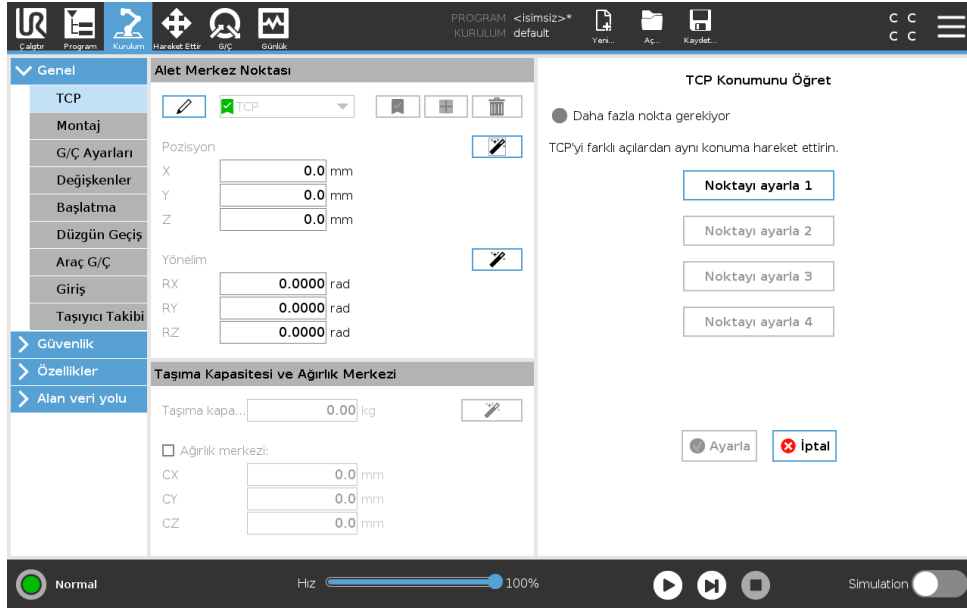 UR
Çalıştır
Program
Kurulum
Hareket Ettir
G/Ç
Günlük
PROGRAM <isimsiz>*
KURULUM default
Yeni...
Aç...
Kaydet...
C C
C C
Genel
TCP
Montaj
G/Ç Ayarları
Değişkenler
Başlatma
Düzgün Geçiş
Araç G/Ç
Giriş
Taşıyıcı Takibi
Güvenlik
Özellikler
Alan veri yolu
Alet Merkez Noktası
TCP
Pozisyon
X 0.0 mm
Y 0.0 mm
Z 0.0 mm
Yönelim
RX 0.0000 rad
RY 0.0000 rad
RZ 0.0000 rad
Taşıma Kapasitesi ve Ağırlık Merkezi
Taşıma kapa... 0.00 kg
Ağırlık merkezi:
CX 0.0 mm
CY 0.0 mm
CZ 0.0 mm
TCP Konumunu Öğret
Daha fazla nokta gerekiyor
TCP'yi farklı açılardan aynı konuma hareket ettirin.
Noktayı ayarla 1
Noktayı ayarla 2
Noktayı ayarla 3
Noktayı ayarla 4
Ayarla
İptal
Normal
Hız 100%
Simulation